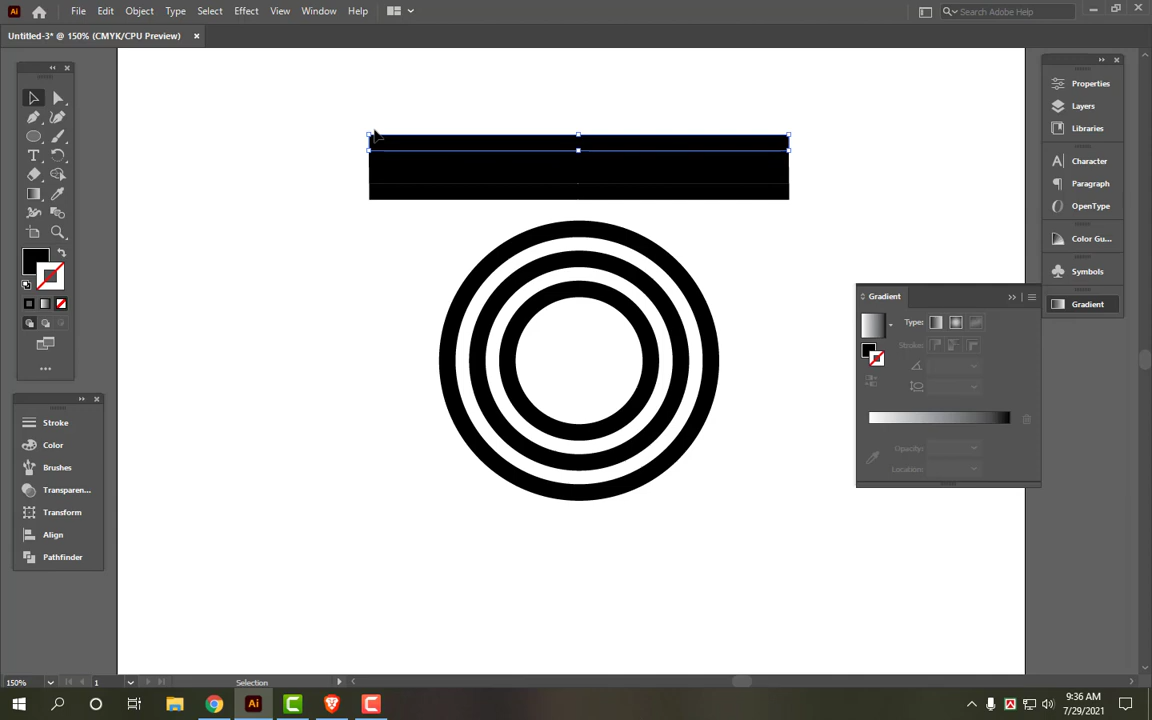 Ai File Edit Object Type Select Effect View Window Help Search Adobe Help
Untitled-3* @ 150% (CMYK/CPU Preview)
Properties
Layers
Libraries
Character
Paragraph
OpenType
Color Gu...
Symbols
Gradient
Gradient
Type:
Stroke:
Opacity:
Location:
Stroke
Color
Brushes
Transparen...
Transform
Align
Pathfinder
150% 1 Selection
Ai
9:36 AM
7/29/2021